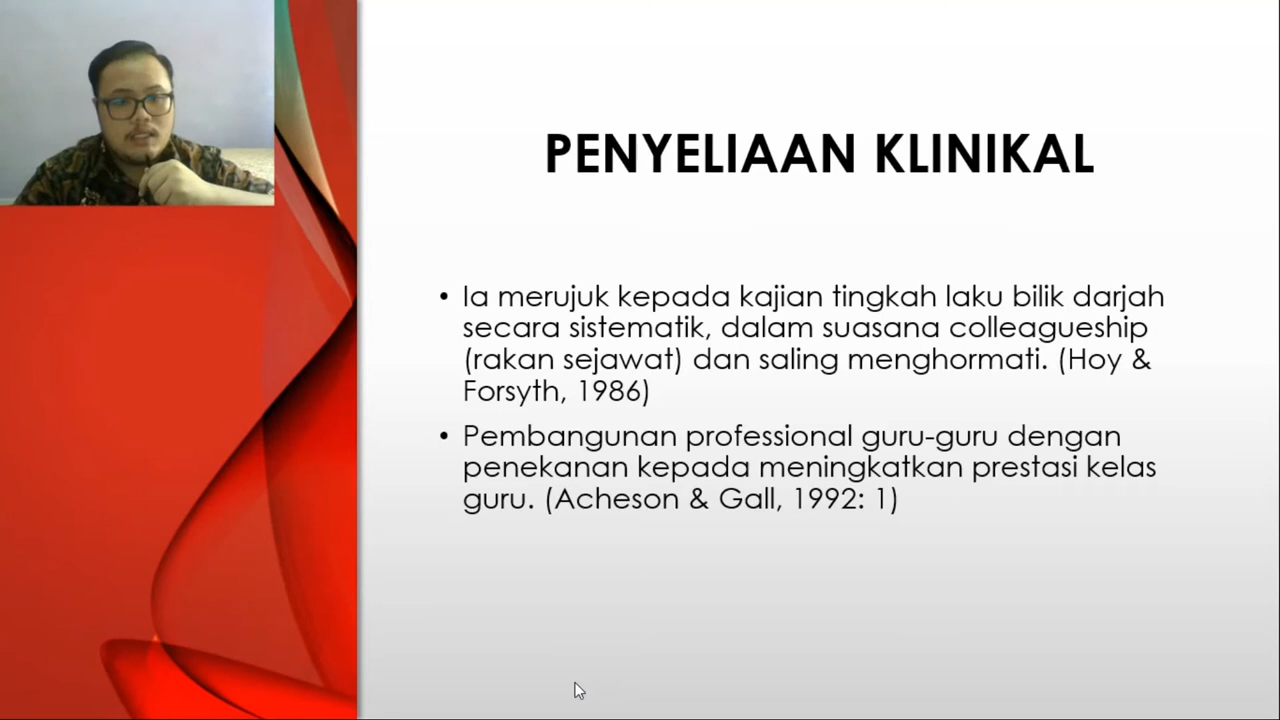 PENYELIAAN KLINIKAL
• Ia merujuk kepada kajian tingkah laku bilik darjah
secara sistematik, dalam suasana colleagueship
(rakan sejawat) dan saling menghormati. (Hoy &
Forsyth, 1986)
• Pembangunan professional guru-guru dengan
penekanan kepada meningkatkan prestasi kelas
guru. (Acheson & Gall, 1992: 1)